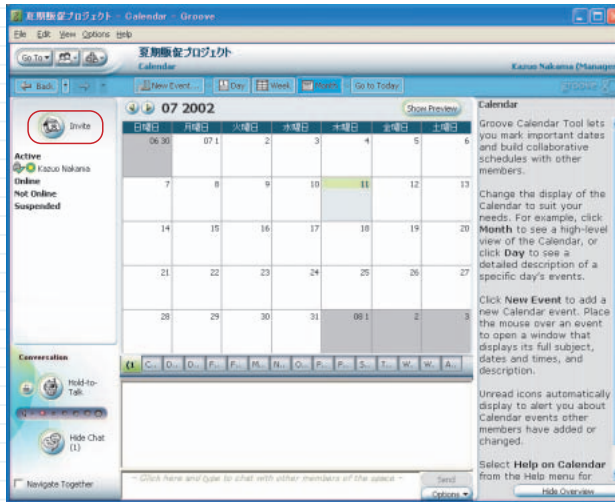 夏期販促プロジェクト - Calendar - Groove
File Edit View Options Help
Go To
夏期販促プロジェクト
Calendar
Kazuo Nakama (Manager
Back
New Event...
Day
Week
Month
Go to Today
groove
Invite
Active
Kazuo Nakama
Online
Not Online
Suspended
07 2002
Show Preview
日曜日 月曜日 火曜日 水曜日 木曜日 金曜日 土曜日
06 30 07 1 2 3 4 5 6
7 8 9 10 11 12 13
14 15 16 17 18 19 20
21 22 23 24 25 26 27
28 29 30 31 08 1 2 3
(1 C.. D.. D.. F.. F.. M.. N.. O.. P.. P.. S.. T.. W.. W.. A..
Conversation
Hold-to-
Talk
Hide Chat
(1)
Navigate Together
- Click here and type to chat with other members of the space -
Send
Options
Calendar
Groove Calendar Tool lets
you mark important dates
and build collaborative
schedules with other
members.
Change the display of the
Calendar to suit your
needs. For example, click
Month to see a high-level
view of the Calendar, or
click Day to see a
detailed description of a
specific day's events.
Click New Event to add a
new Calendar event. Place
the mouse over an event
to open a window that
displays its full subject,
dates and times, and
description.
Unread icons automatically
display to alert you about
Calendar events other
members have added or
changed.
Select Help on Calendar
from the Help menu for
Hide Overview